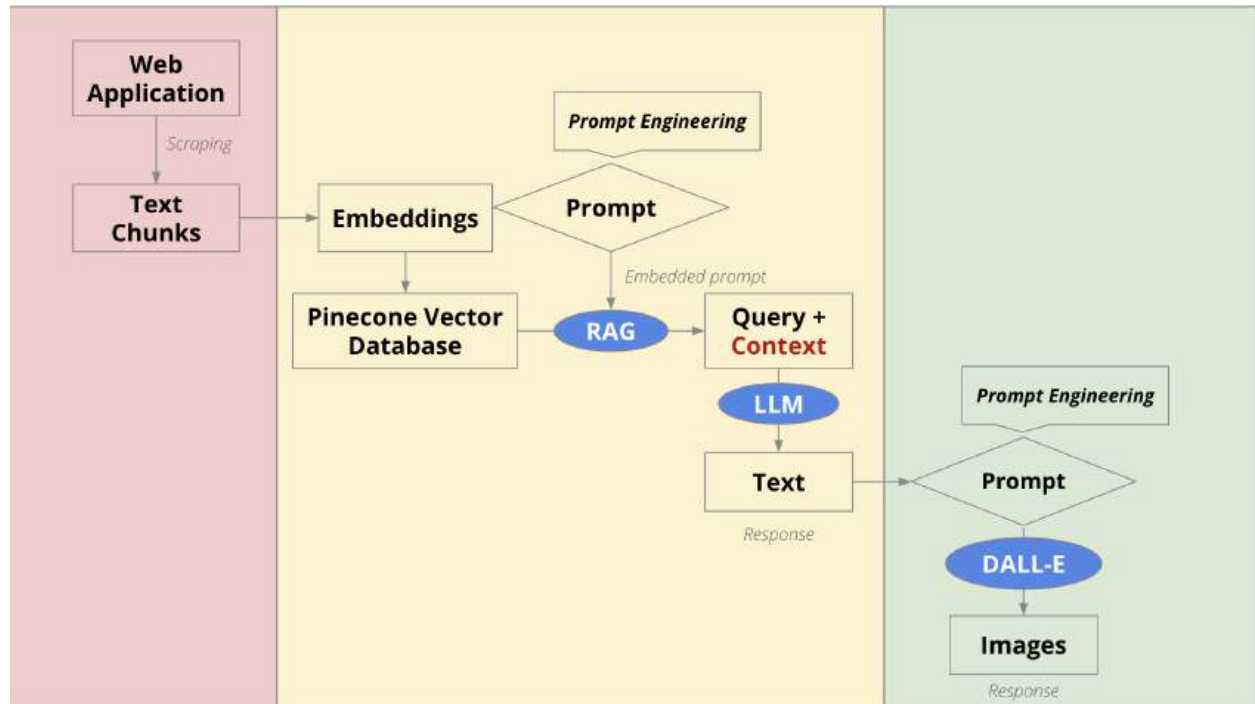 Web
Application
Scraping
Text
Chunks
Prompt Engineering
Embeddings
Prompt
Embedded prompt
Pinecone Vector
Database
RAG
Query +
Context
LLM
Text
Response
Prompt Engineering
Prompt
DALL-E
Images
Response